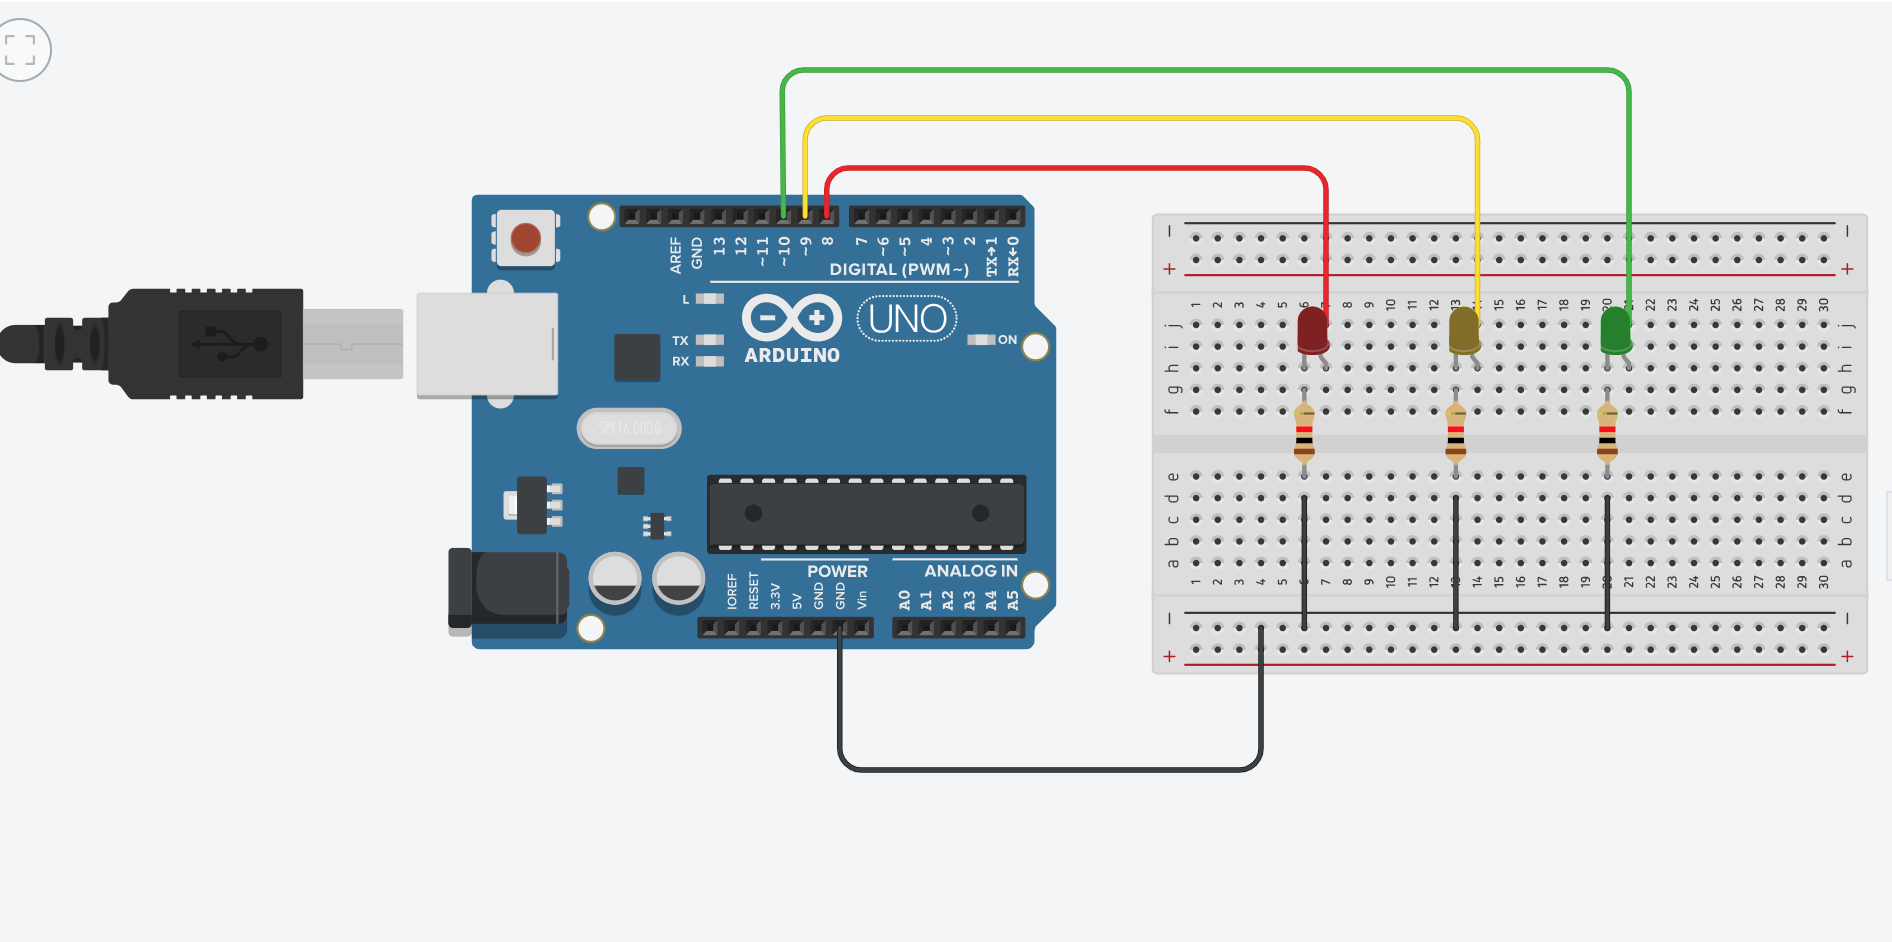 AREF
GND
13
12
~11
~10
~9
8
7
~6
~5
4
~3
2
TX→1
RX←0
DIGITAL (PWM~)
L
TX
RX
UNO
ON
ARDUINO
SPK16.000G
POWER
ANALOG IN
IOREF
RESET
3.3V
5V
GND
GND
Vin
A0
A1
A2
A3
A4
A5
− −
+ +
1 2 3 4 5 6 7 8 9 10 11 12 13 14 15 16 17 18 19 20 21 22 23 24 25 26 27 28 29 30
j j
i i
h h
g g
f f
e e
d d
c c
b b
a a
1 2 3 4 5 6 7 8 9 10 11 12 13 14 15 16 17 18 19 20 21 22 23 24 25 26 27 28 29 30
− −
+ +